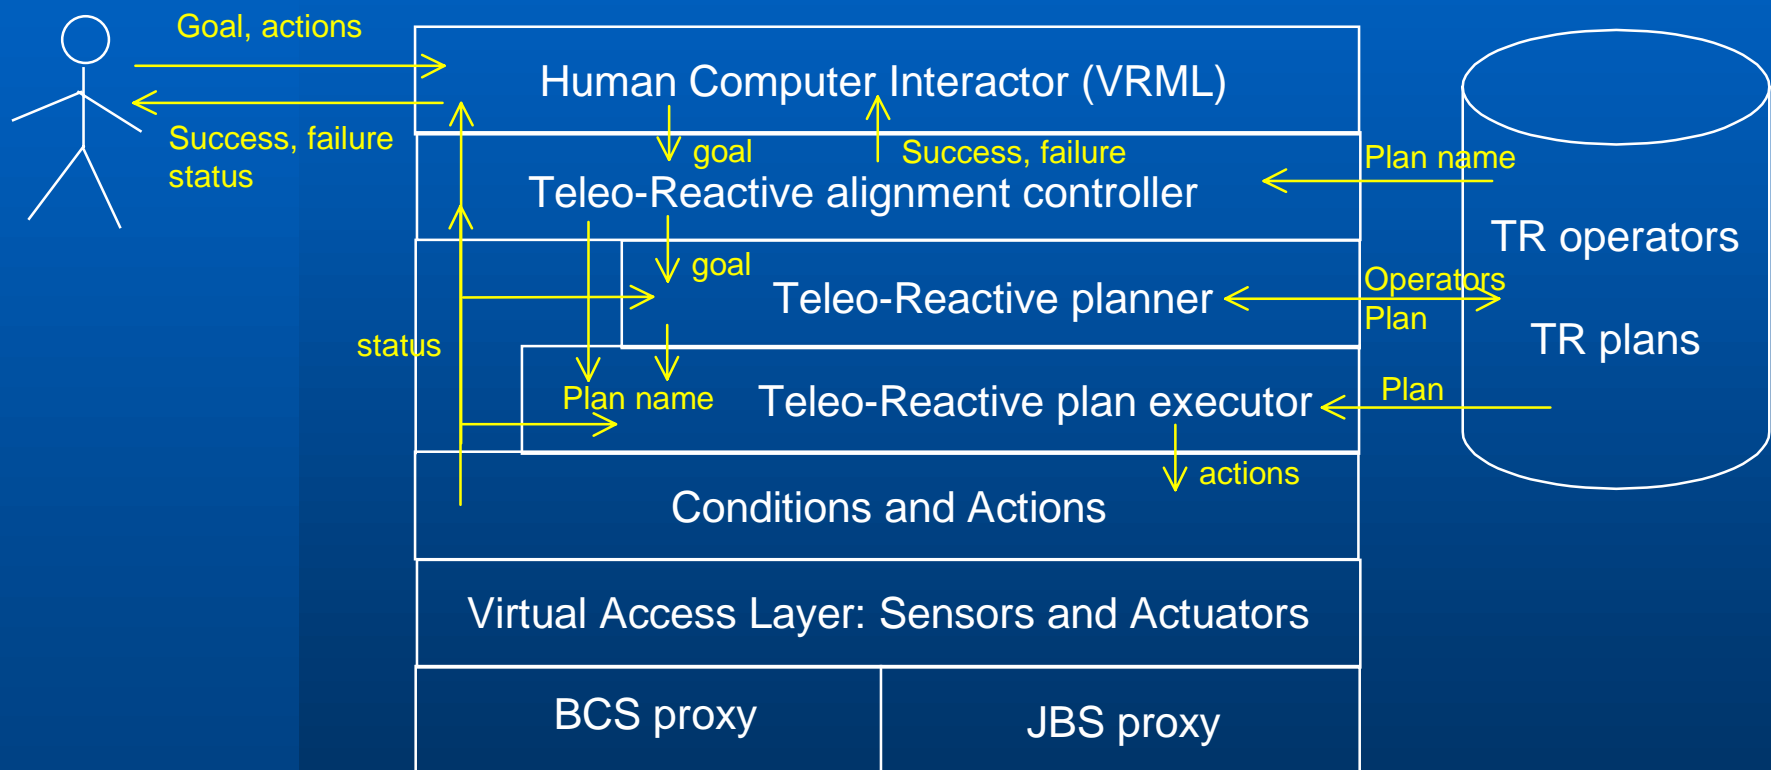 Goal, actions
Human Computer Interactor (VRML)
Success, failure
status
goal
Success, failure
Plan name
Teleo-Reactive alignment controller
TR operators
goal
Teleo-Reactive planner
Operators
Plan
status
TR plans
Plan name
Teleo-Reactive plan executor
Plan
actions
Conditions and Actions
Virtual Access Layer: Sensors and Actuators
BCS proxy
JBS proxy